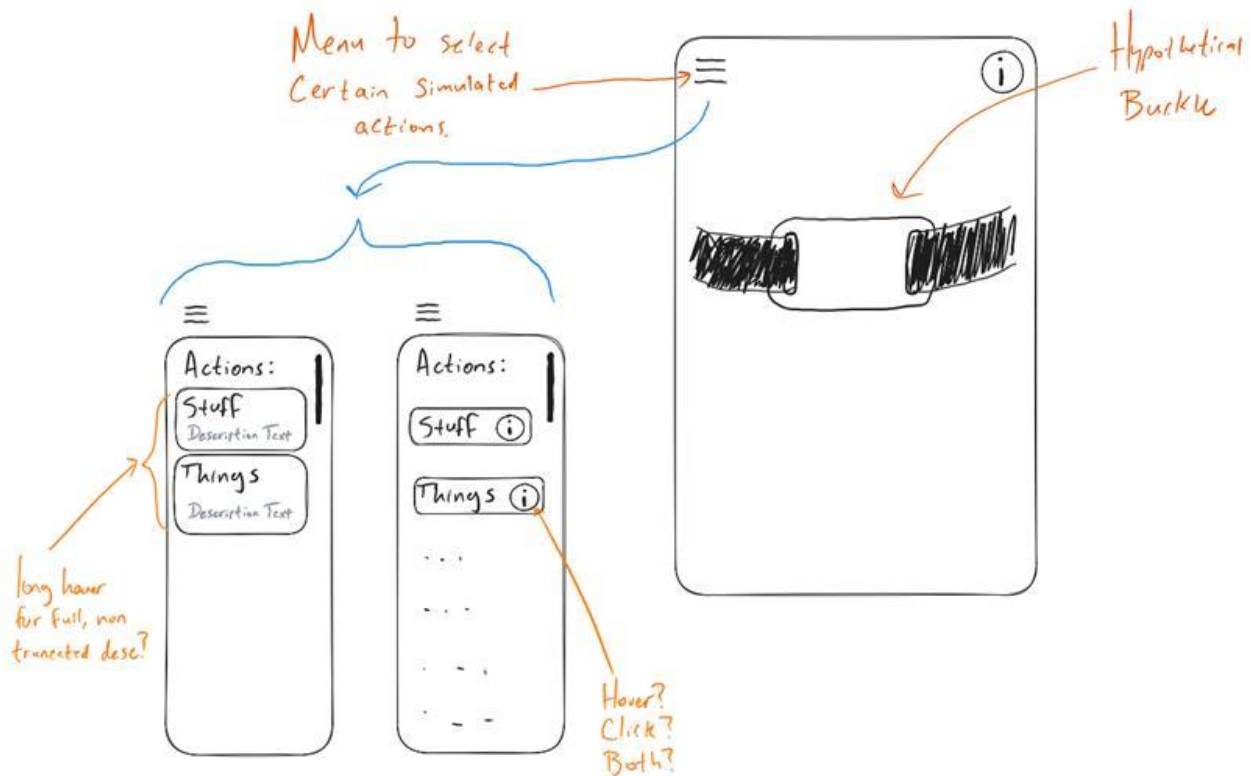 Menu to select
Certain Simulated
actions.
i
Hypothetical
Buckle
Actions:
Stuff
Description Text
Things
Description Text
Actions:
Stuff i
Things i
long hover
for full, non
truncated desc?
Hover?
Click?
Both?